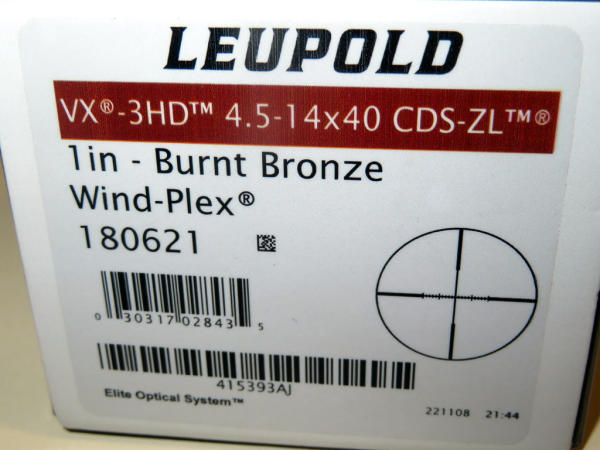 LEUPOLD
VX®-3HD™ 4.5-14x40 CDS-ZL™®
1in - Burnt Bronze
Wind-Plex®
180621
0 30317 02843 5
415393AJ
Elite Optical System™
221108 21:44